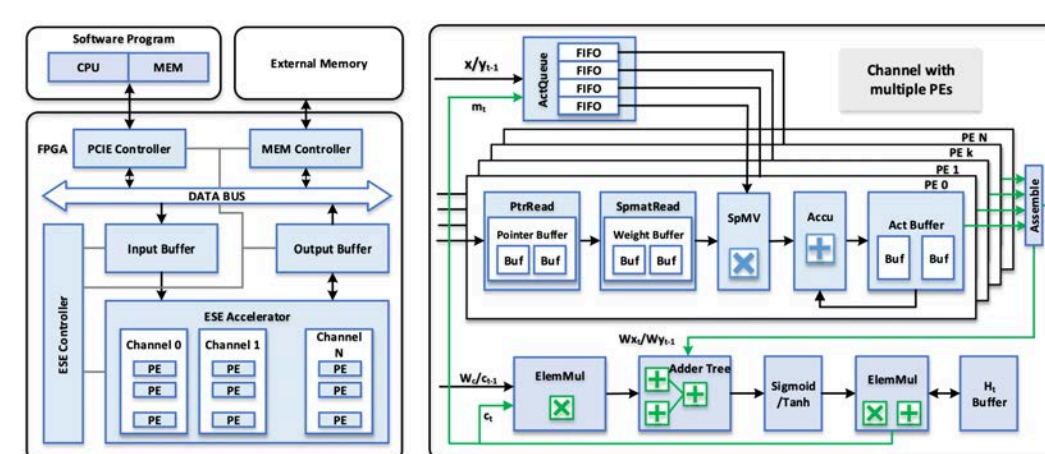 Software Program
CPU
MEM
External Memory
FPGA
PCIE Controller
MEM Controller
DATA BUS
Input Buffer
Output Buffer
ESE Controller
ESE Accelerator
Channel 0
PE
PE
PE
Channel 1
PE
PE
PE
Channel
N
PE
PE
PE
x/yt-1
mt
ActQueue
FIFO
FIFO
FIFO
FIFO
Channel with
multiple PEs
PE N
PE k
PE 1
PE 0
PtrRead
Pointer Buffer
Buf
Buf
SpmatRead
Weight Buffer
Buf
Buf
SpMV
Accu
Act Buffer
Buf
Buf
Assemble
Wxt/Wyt-1
Wc/ct-1
ct
ElemMul
Adder Tree
Sigmoid
/Tanh
ElemMul
Ht
Buffer